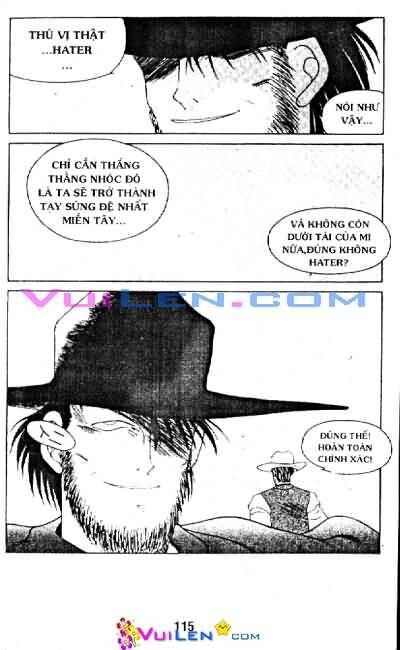 THÚ VỊ THẬT
...HATER
...
NÓI NHƯ
VẬY...
CHỈ CẦN THẮNG
THẰNG NHÓC ĐÓ
LÀ TA SẼ TRỞ THÀNH
TAY SÚNG ĐỆ NHẤT
MIỀN TÂY...
VÀ KHÔNG CÒN
DƯỚI TÀI CỦA MI
NỮA,ĐÚNG KHÔNG
HATER?
VUILEN.COM
ĐÚNG THẾ!
HOÀN TOÀN
CHÍNH XÁC!
115
VUILEN.COM